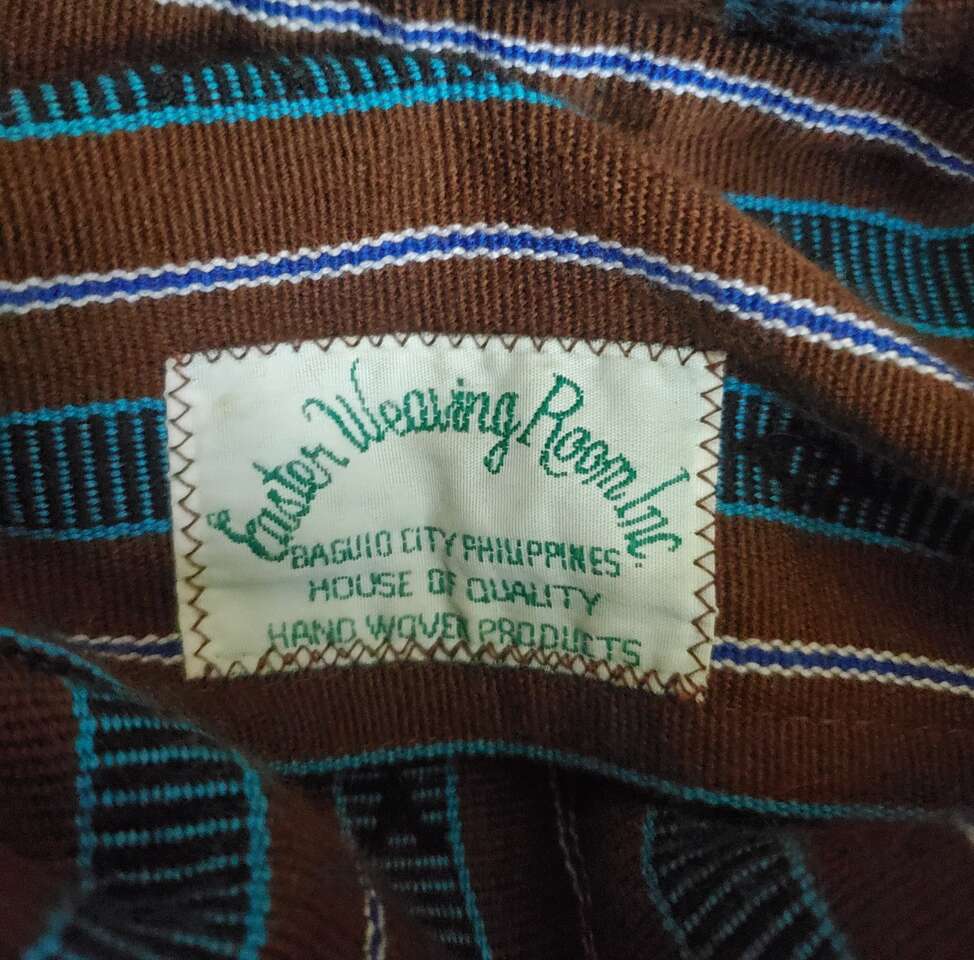 Easter Weaving Room Inc.
BAGUIO CITY PHILIPPINES
HOUSE OF QUALITY
HAND WOVEN PRODUCTS